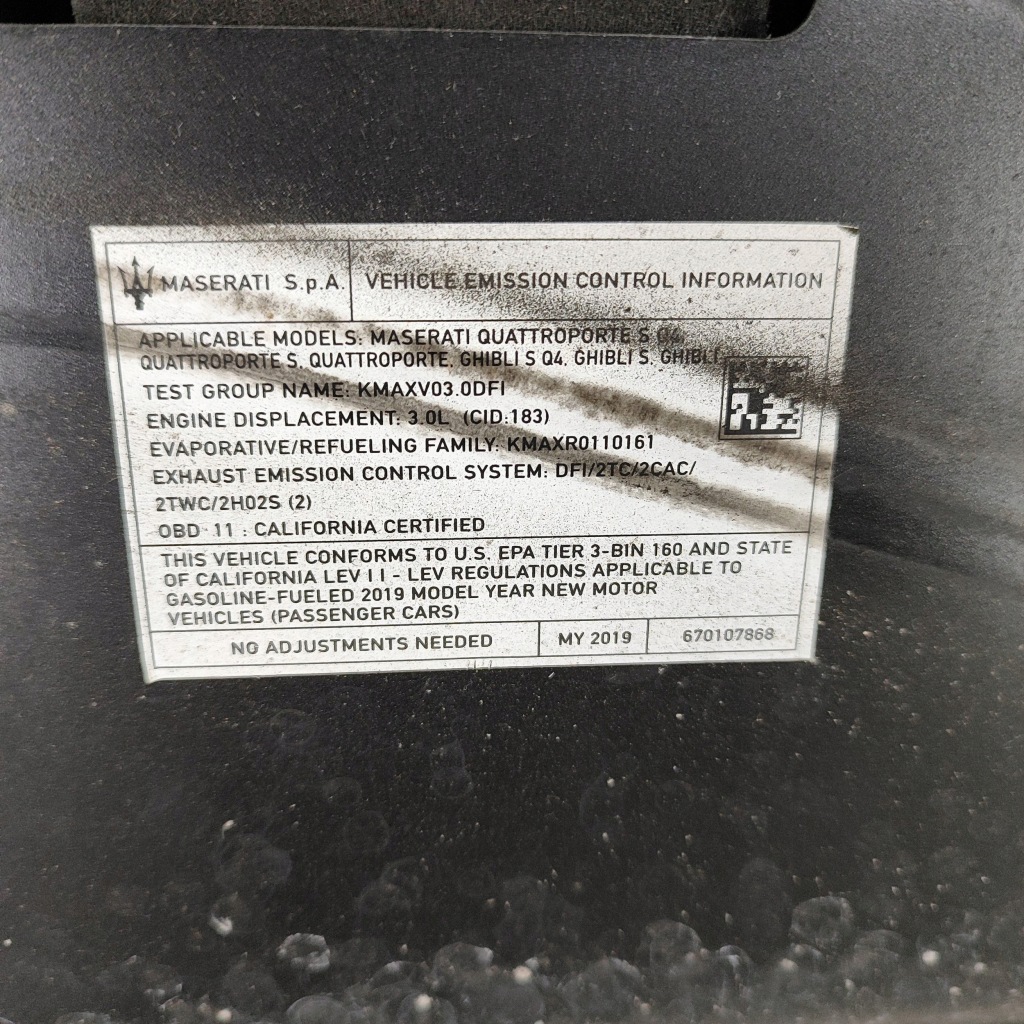 MASERATI S.p.A. VEHICLE EMISSION CONTROL INFORMATION
APPLICABLE MODELS: MASERATI QUATTROPORTE S Q4,
QUATTROPORTE S, QUATTROPORTE, GHIBLI S Q4, GHIBLI S, GHIBLI
TEST GROUP NAME: KMAXV03.0DFI
ENGINE DISPLACEMENT: 3.0L (CID:183)
EVAPORATIVE/REFUELING FAMILY: KMAXR0110161
EXHAUST EMISSION CONTROL SYSTEM: DFI/2TC/2CAC/
2TWC/2HO2S (2)
OBD 11 : CALIFORNIA CERTIFIED
THIS VEHICLE CONFORMS TO U.S. EPA TIER 3-BIN 160 AND STATE
OF CALIFORNIA LEV II - LEV REGULATIONS APPLICABLE TO
GASOLINE-FUELED 2019 MODEL YEAR NEW MOTOR
VEHICLES (PASSENGER CARS)
NO ADJUSTMENTS NEEDED MY 2019 670107868